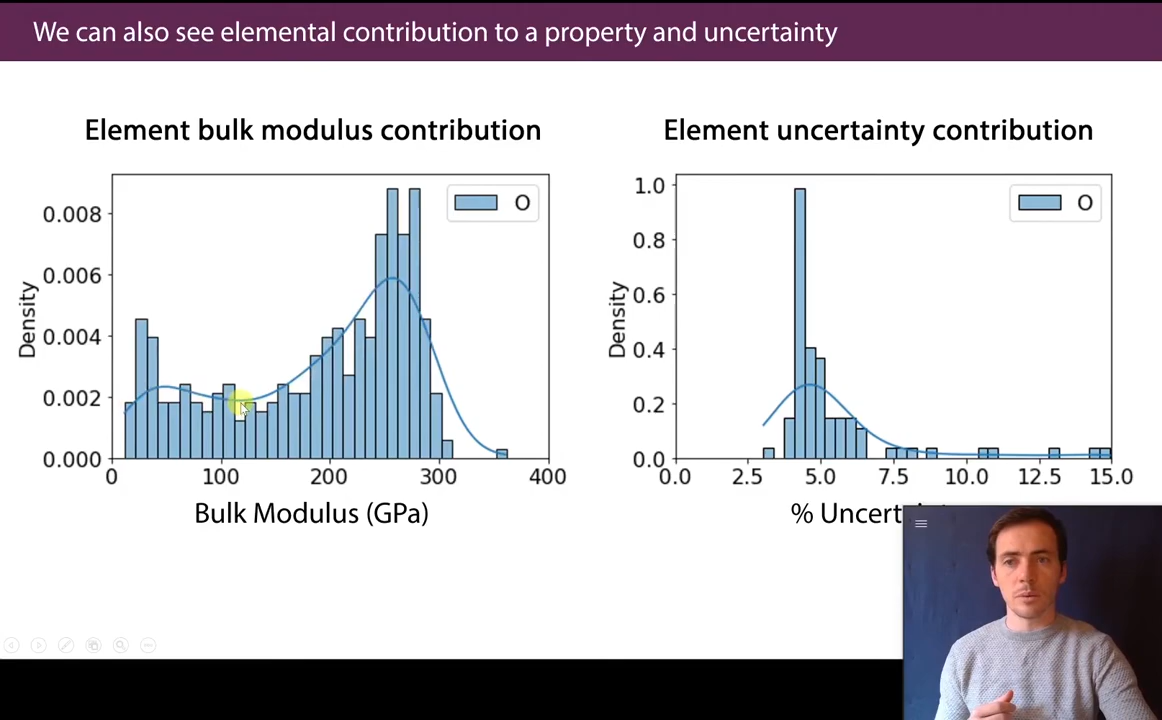 We can also see elemental contribution to a property and uncertainty
Element bulk modulus contribution
O
0.008
0.006
0.004
0.002
0.000
Density
0 100 200 300 400
Bulk Modulus (GPa)
Element uncertainty contribution
O
1.0
0.8
0.6
0.4
0.2
0.0
Density
0.0 2.5 5.0 7.5 10.0 12.5 15.0
%